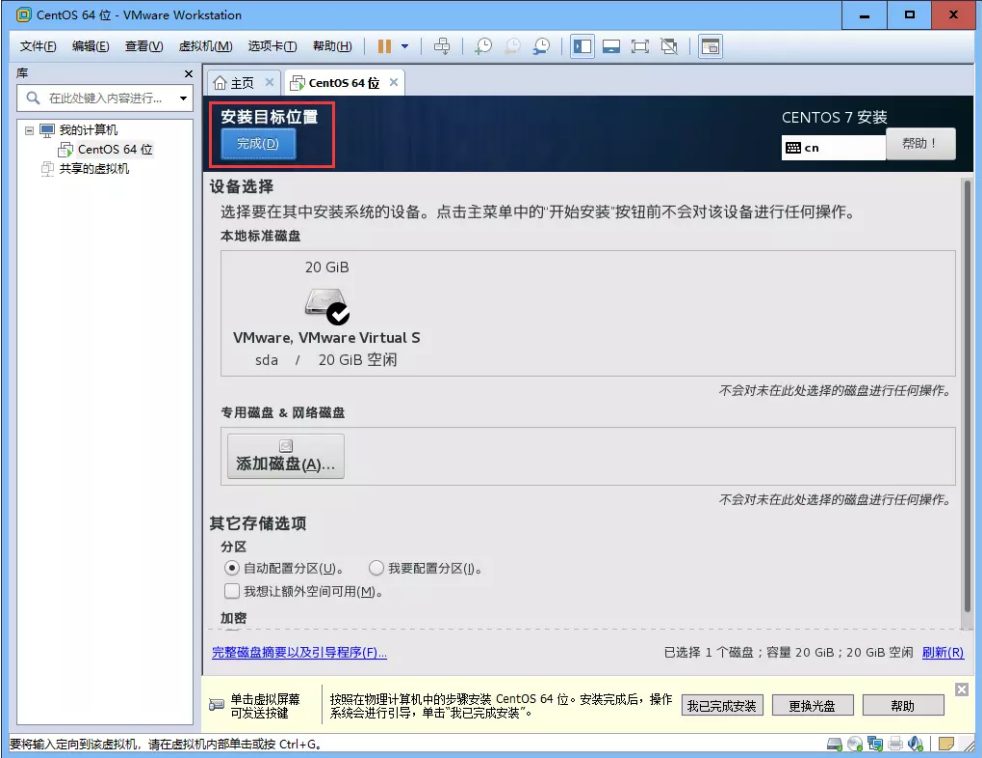 CentOS 64 位 - VMware Workstation
文件(F) 编辑(E) 查看(V) 虚拟机(M) 选项卡(T) 帮助(H)
库
在此处键入内容进行...
我的计算机
CentOS 64 位
共享的虚拟机
主页 CentOS 64 位
安装目标位置
完成(D)
CENTOS 7 安装
cn
帮助！
设备选择
选择要在其中安装系统的设备。点击主菜单中的“开始安装”按钮前不会对该设备进行任何操作。
本地标准磁盘
20 GiB
VMware, VMware Virtual S
sda / 20 GiB 空闲
不会对未在此处选择的磁盘进行任何操作。
专用磁盘 & 网络磁盘
添加磁盘(A)...
不会对未在此处选择的磁盘进行任何操作。
其它存储选项
分区
自动配置分区(U)。 我要配置分区(I)。
我想让额外空间可用(M)。
加密
完整磁盘摘要以及引导程序(F)...
已选择 1 个磁盘；容量 20 GiB；20 GiB 空闲 刷新(R)
单击虚拟屏幕
可发送按键
按照在物理计算机中的步骤安装 CentOS 64 位。安装完成后，操作
系统会进行引导，单击“我已完成安装”。
我已完成安装 更换光盘 帮助
要将输入定向到该虚拟机，请在虚拟机内部单击或按 Ctrl+G。